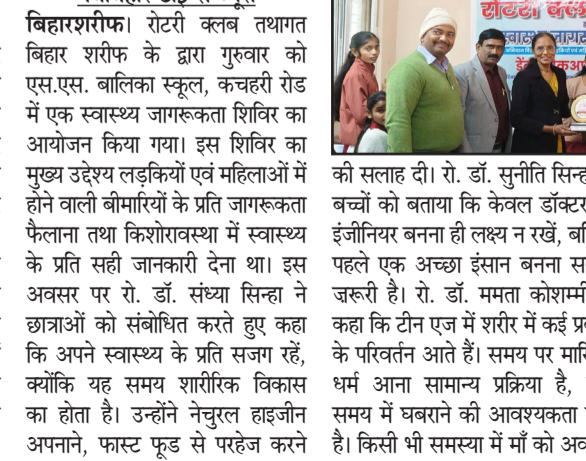 रोटरी क्लब
बिहारशरीफ। रोटरी क्लब तथागत
बिहार शरीफ के द्वारा गुरुवार को
एस.एस. बालिका स्कूल, कचहरी रोड
में एक स्वास्थ्य जागरूकता शिविर का
आयोजन किया गया। इस शिविर का
मुख्य उद्देश्य लड़कियों एवं महिलाओं में
होने वाली बीमारियों के प्रति जागरूकता
फैलाना तथा किशोरावस्था में स्वास्थ्य
के प्रति सही जानकारी देना था। इस
अवसर पर रो. डॉ. संध्या सिन्हा ने
छात्राओं को संबोधित करते हुए कहा
कि अपने स्वास्थ्य के प्रति सजग रहें,
क्योंकि यह समय शारीरिक विकास
का होता है। उन्होंने नेचुरल हाइजीन
अपनाने, फास्ट फूड से परहेज करने
की सलाह दी। रो. डॉ. सुनीति
बच्चों को बताया कि केवल डॉक्टर
इंजीनियर बनना ही लक्ष्य न रखें,
पहले एक अच्छा इंसान बनना
जरूरी है। रो. डॉ. ममता
कहा कि टीन एज में शरीर में कई
के परिवर्तन आते हैं। समय पर
धर्म आना सामान्य प्रक्रिया है,
समय में घबराने की आवश्यकता
है। किसी भी समस्या में माँ को